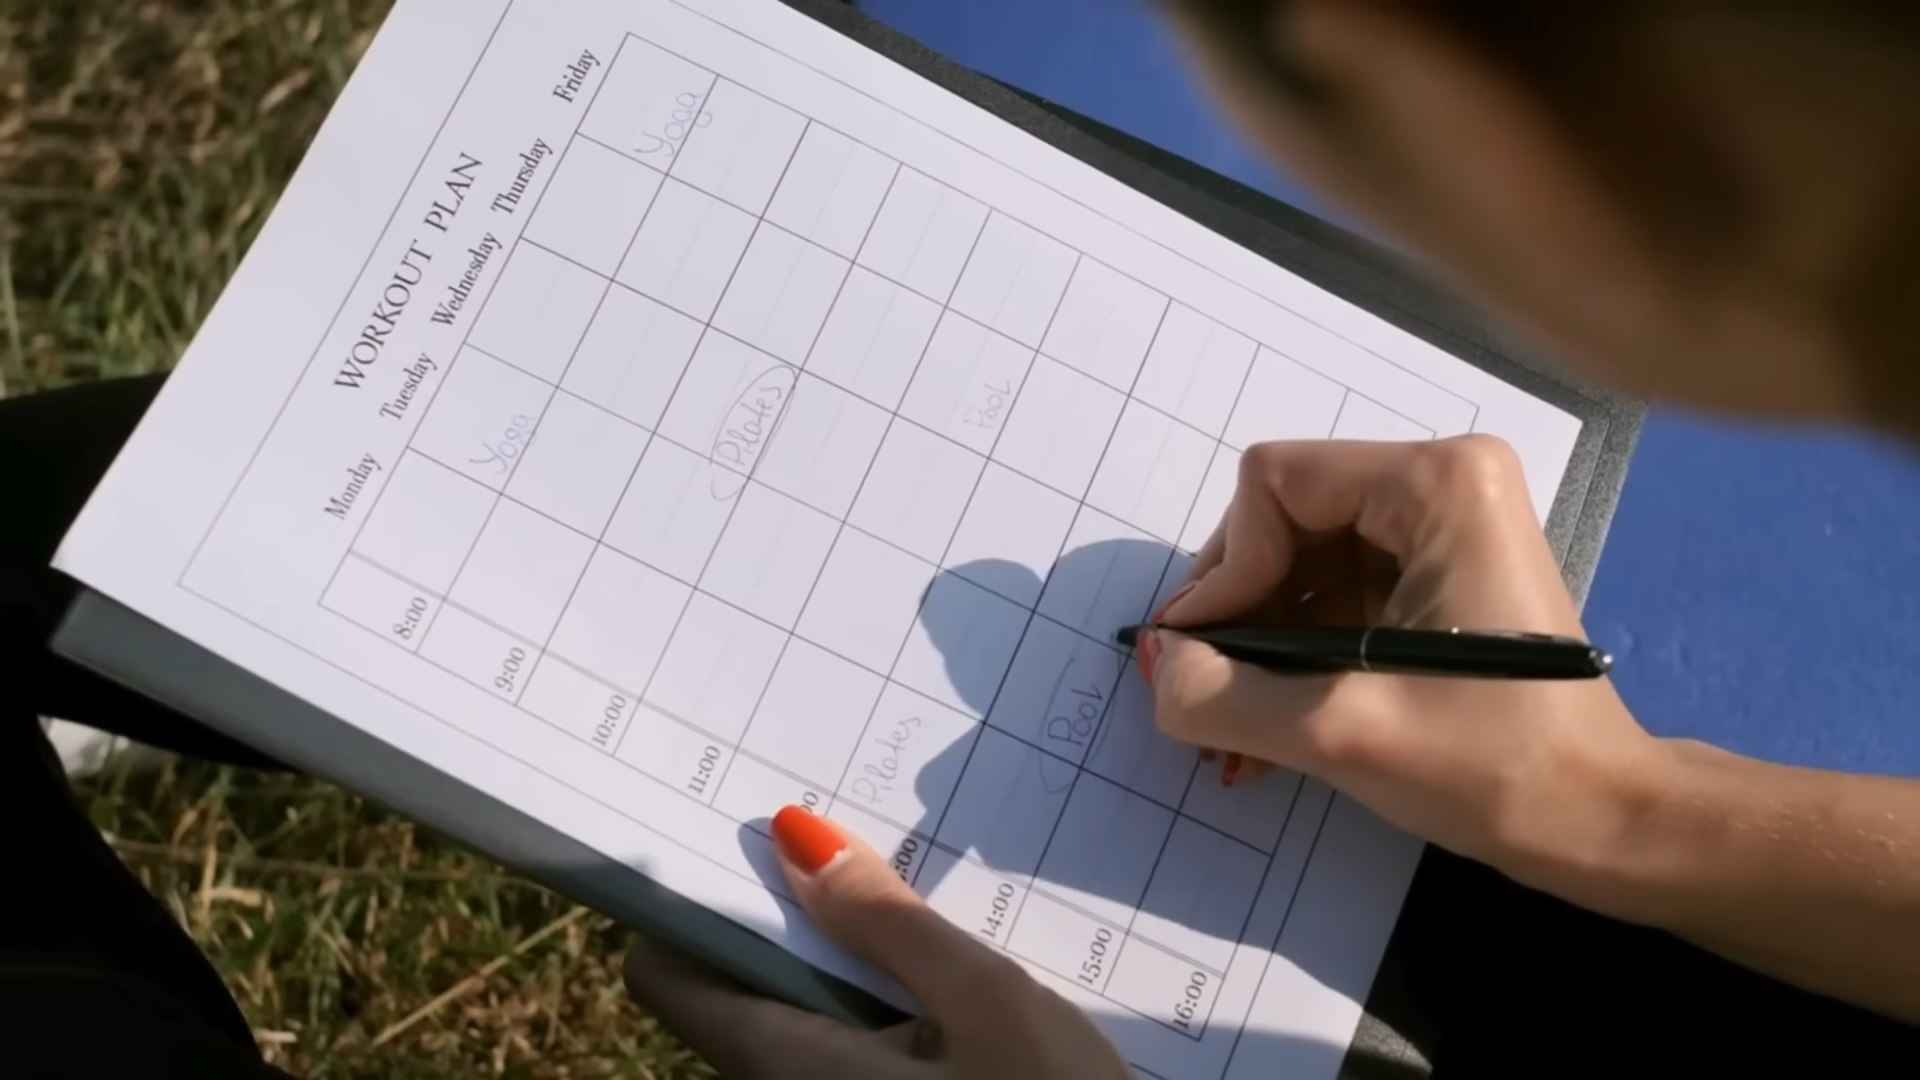 WORKOUT PLAN
Monday Tuesday Wednesday Thursday Friday
8:00 Yoga Yoga
9:00
10:00 Pilates
11:00
Pool
:00 Pilates
14:00 Pool
15:00
16:00